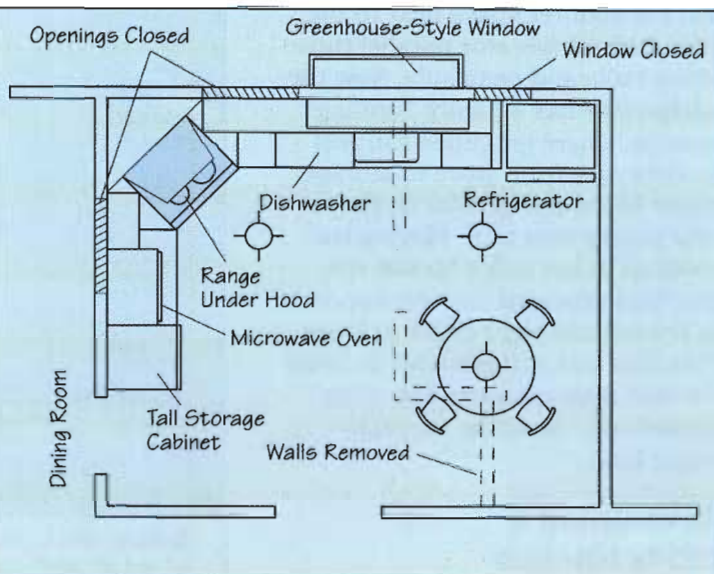 Openings Closed
Greenhouse-Style Window
Window Closed
Dishwasher
Refrigerator
Range
Under Hood
Microwave Oven
Tall Storage
Cabinet
Dining Room
Walls Removed